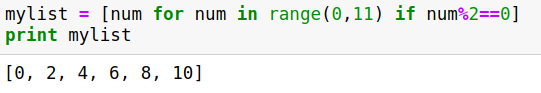 mylist = [num for num in range(0,11) if num%2==0]
print mylist
[0, 2, 4, 6, 8, 10]